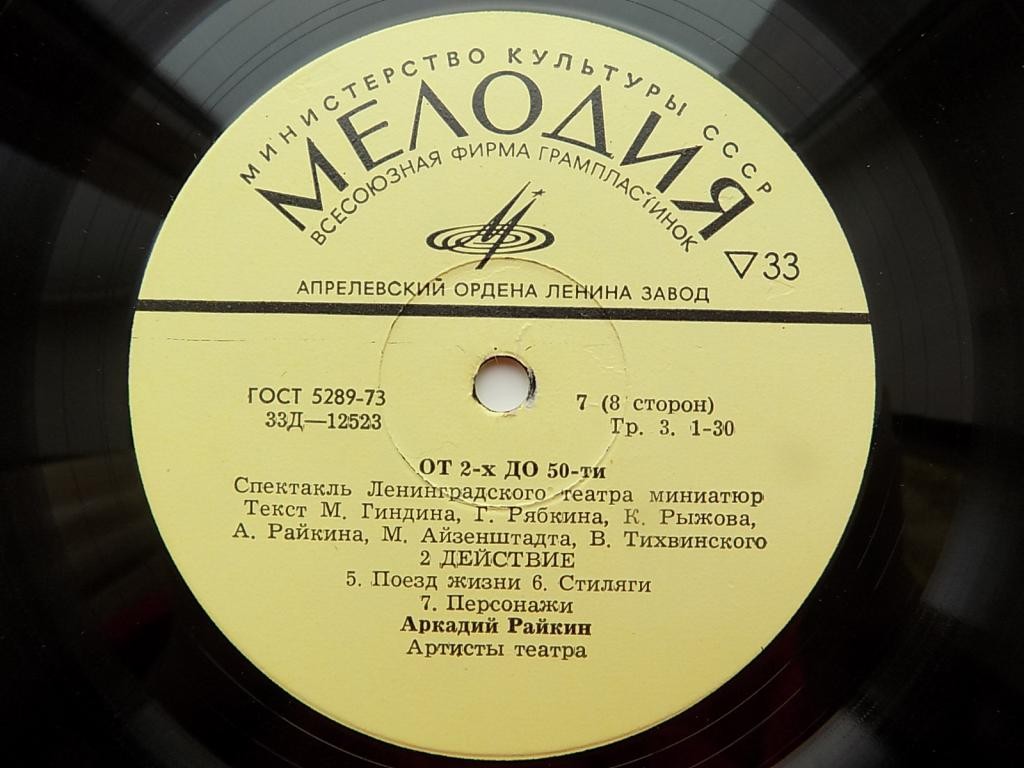 МИНИСТЕРСТВО КУЛЬТУРЫ СССР
МЕЛОДИЯ
ВСЕСОЮЗНАЯ ФИРМА ГРАМПЛАСТИНОК
▽33
АПРЕЛЕВСКИЙ ОРДЕНА ЛЕНИНА ЗАВОД
ГОСТ 5289-73
33Д—12523
7 (8 сторон)
Гр. 3. 1-30
ОТ 2-х ДО 50-ти
Спектакль Ленинградского театра миниатюр
Текст М. Гиндина, Г. Рябкина, К. Рыжова,
А. Райкина, М. Айзенштадта, В. Тихвинского
2 ДЕЙСТВИЕ
5. Поезд жизни 6. Стиляги
7. Персонажи
Аркадий Райкин
Артисты театра